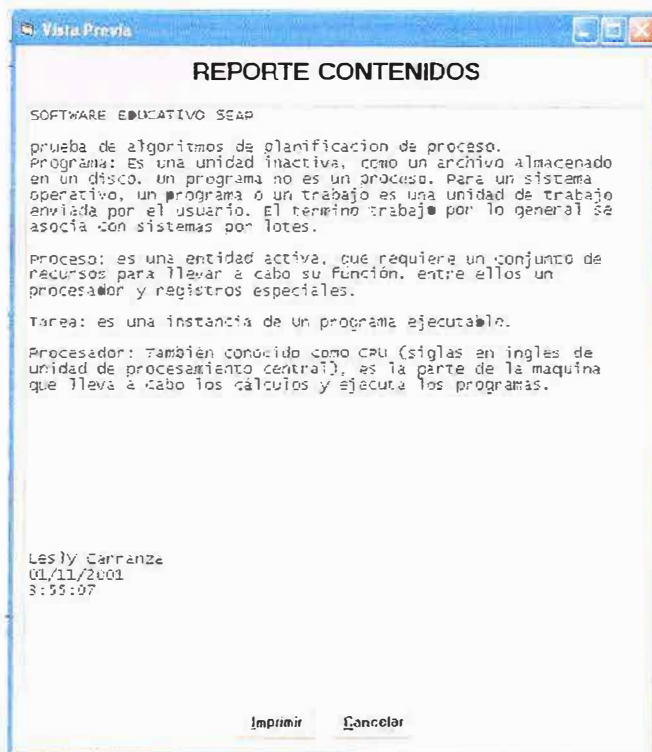 Vista Previa
REPORTE CONTENIDOS
SOFTWARE EDUCATIVO SEAP
prueba de algoritmos de planificacion de proceso.
Programa: Es una unidad inactiva, como un archivo almacenado
en un disco. un programa no es un proceso. Para un sistema
operativo, un programa o un trabajo es una unidad de trabajo
enviada por el usuario. El termino trabajo por lo general se
asocia con sistemas por lotes.
Proceso: es una entidad activa, que requiere un conjunto de
recursos para llevar a cabo su función, entre ellos un
procesador y registros especiales.
Tarea: es una instancia de un programa ejecutable.
Procesador: También conocido como CPU (siglas en ingles de
unidad de procesamiento central), es la parte de la maquina
que lleva a cabo los cálculos y ejecuta los programas.
Lesly Carranza
01/11/2001
3:55:07
Imprimir Cancelar